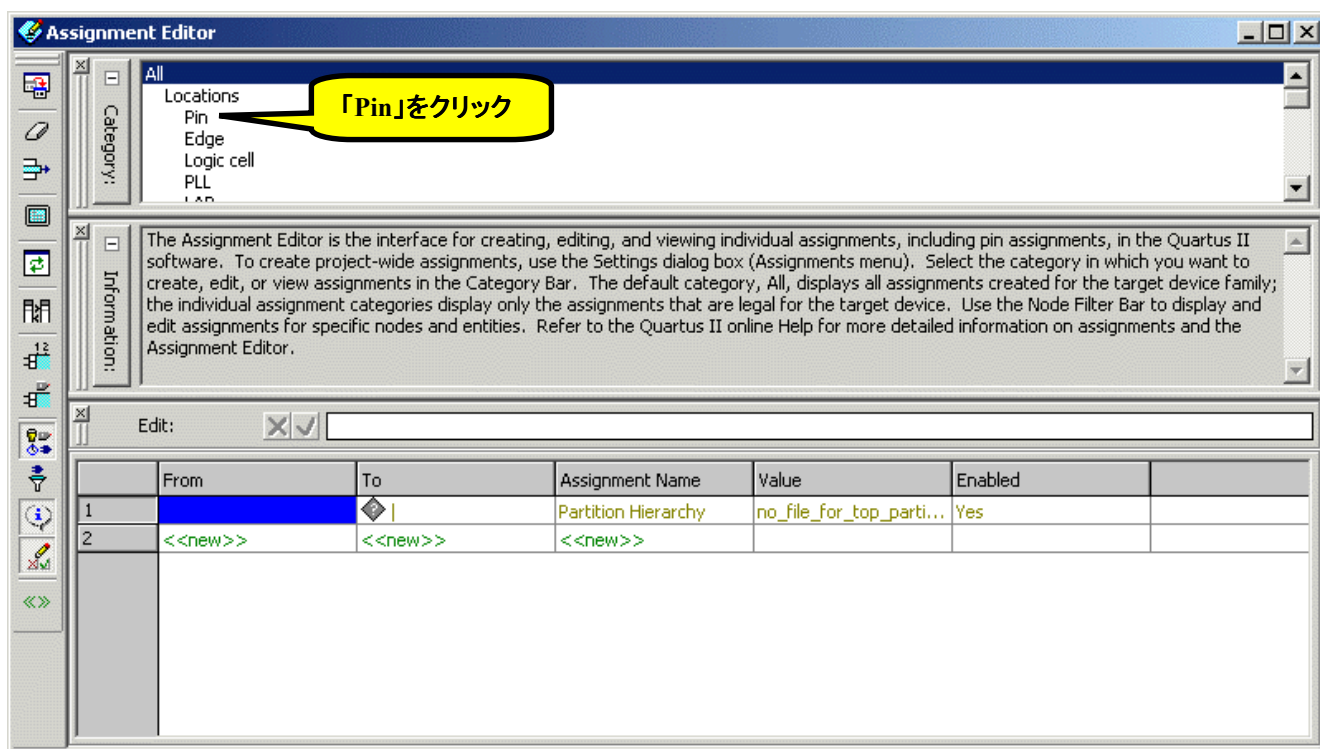 Assignment Editor
Category:
All
Locations
Pin
Edge
Logic cell
PLL
「Pin」をクリック
Information:
The Assignment Editor is the interface for creating, editing, and viewing individual assignments, including pin assignments, in the Quartus II
software. To create project-wide assignments, use the Settings dialog box (Assignments menu). Select the category in which you want to
create, edit, or view assignments in the Category Bar. The default category, All, displays all assignments created for the target device family;
the individual assignment categories display only the assignments that are legal for the target device. Use the Node Filter Bar to display and
edit assignments for specific nodes and entities. Refer to the Quartus II online Help for more detailed information on assignments and the
Assignment Editor.
Edit:
From To Assignment Name Value Enabled
1 Partition Hierarchy no_file_for_top_parti... Yes
2 <<new>> <<new>> <<new>>